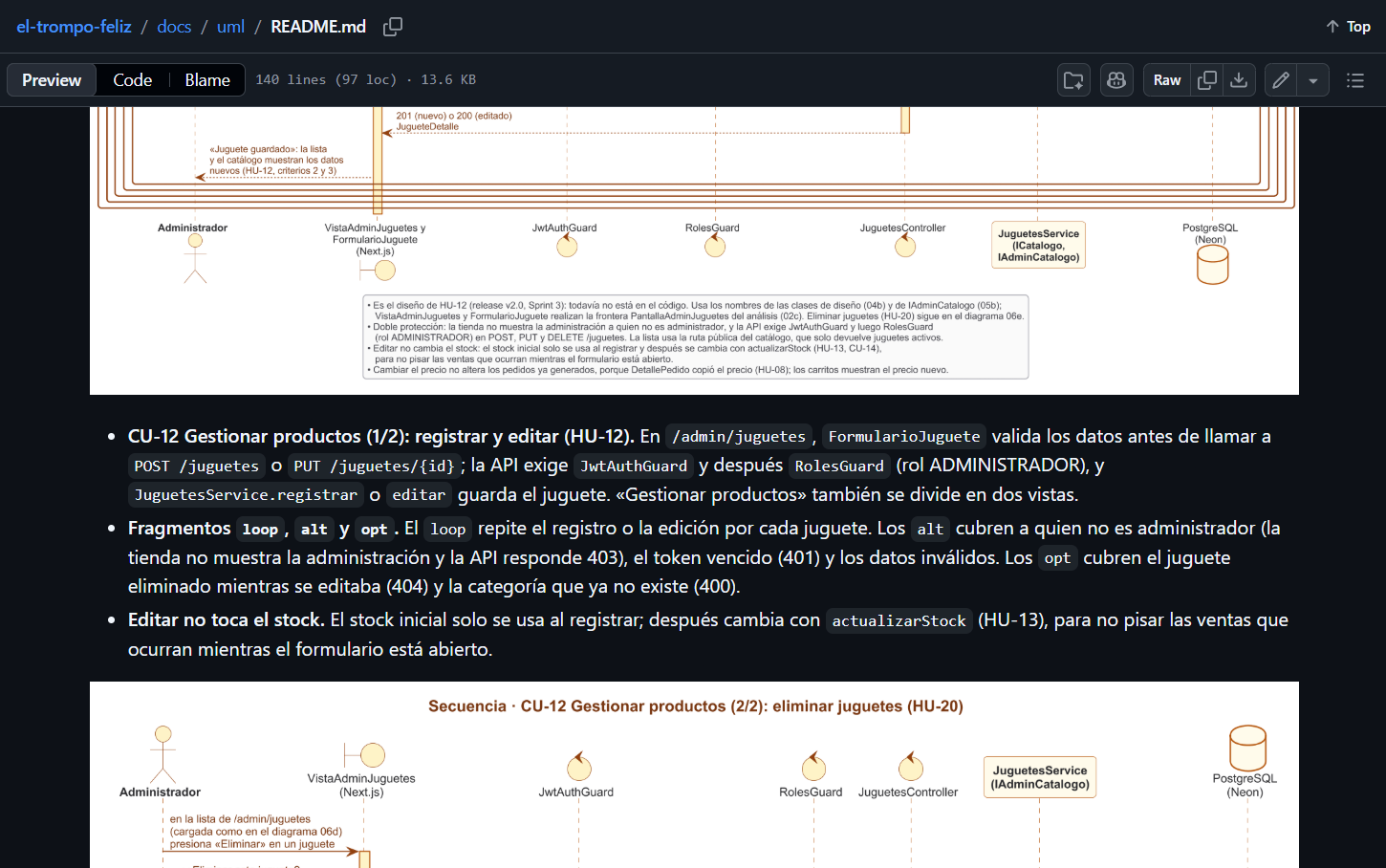 el-trompo-feliz / docs / uml / README.md
Top
Preview Code Blame 140 lines (97 loc) · 13.6 KB
Raw
201 (nuevo) o 200 (editado)
JugueteDetalle
«Juguete guardado»: la lista
y el catálogo muestran los datos
nuevos (HU-12, criterios 2 y 3)
Administrador
VistaAdminJuguetes y
FormularioJuguete
(Next.js)
JwtAuthGuard
RolesGuard
JuguetesController
JuguetesService
(ICatalogo,
IAdminCatalogo)
PostgreSQL
(Neon)
• Es el diseño de HU-12 (release v2.0, Sprint 3): todavía no está en el código. Usa los nombres de las clases de diseño (04b) y de IAdminCatalogo (05b);
VistaAdminJuguetes y FormularioJuguete realizan la frontera PantallaAdminJuguetes del análisis (02c). Eliminar juguetes (HU-20) sigue en el diagrama 06e.
• Doble protección: la tienda no muestra la administración a quien no es administrador, y la API exige JwtAuthGuard y luego RolesGuard
(rol ADMINISTRADOR) en POST, PUT y DELETE /juguetes. La lista usa la ruta pública del catálogo, que solo devuelve juguetes activos.
• Editar no cambia el stock: el stock inicial solo se usa al registrar y después se cambia con actualizarStock (HU-13, CU-14),
para no pisar las ventas que ocurran mientras el formulario está abierto.
• Cambiar el precio no altera los pedidos ya generados, porque DetallePedido copió el precio (HU-08); los carritos muestran el precio nuevo.
• CU-12 Gestionar productos (1/2): registrar y editar (HU-12). En /admin/juguetes, FormularioJuguete valida los datos antes de llamar a
POST /juguetes o PUT /juguetes/{id}; la API exige JwtAuthGuard y después RolesGuard (rol ADMINISTRADOR), y
JuguetesService.registrar o editar guarda el juguete. «Gestionar productos» también se divide en dos vistas.
• Fragmentos loop, alt y opt. El loop repite el registro o la edición por cada juguete. Los alt cubren a quien no es administrador (la
tienda no muestra la administración y la API responde 403), el token vencido (401) y los datos inválidos. Los opt cubren el juguete
eliminado mientras se editaba (404) y la categoría que ya no existe (400).
• Editar no toca el stock. El stock inicial solo se usa al registrar; después cambia con actualizarStock (HU-13), para no pisar las ventas que
ocurran mientras el formulario está abierto.
Secuencia · CU-12 Gestionar productos (2/2): eliminar juguetes (HU-20)
Administrador
VistaAdminJuguetes
(Next.js)
JwtAuthGuard
RolesGuard
JuguetesController
JuguetesService
(IAdminCatalogo)
PostgreSQL
(Neon)
en la lista de /admin/juguetes
(cargada como en el diagrama 06d)
presiona «Eliminar» en un juguete